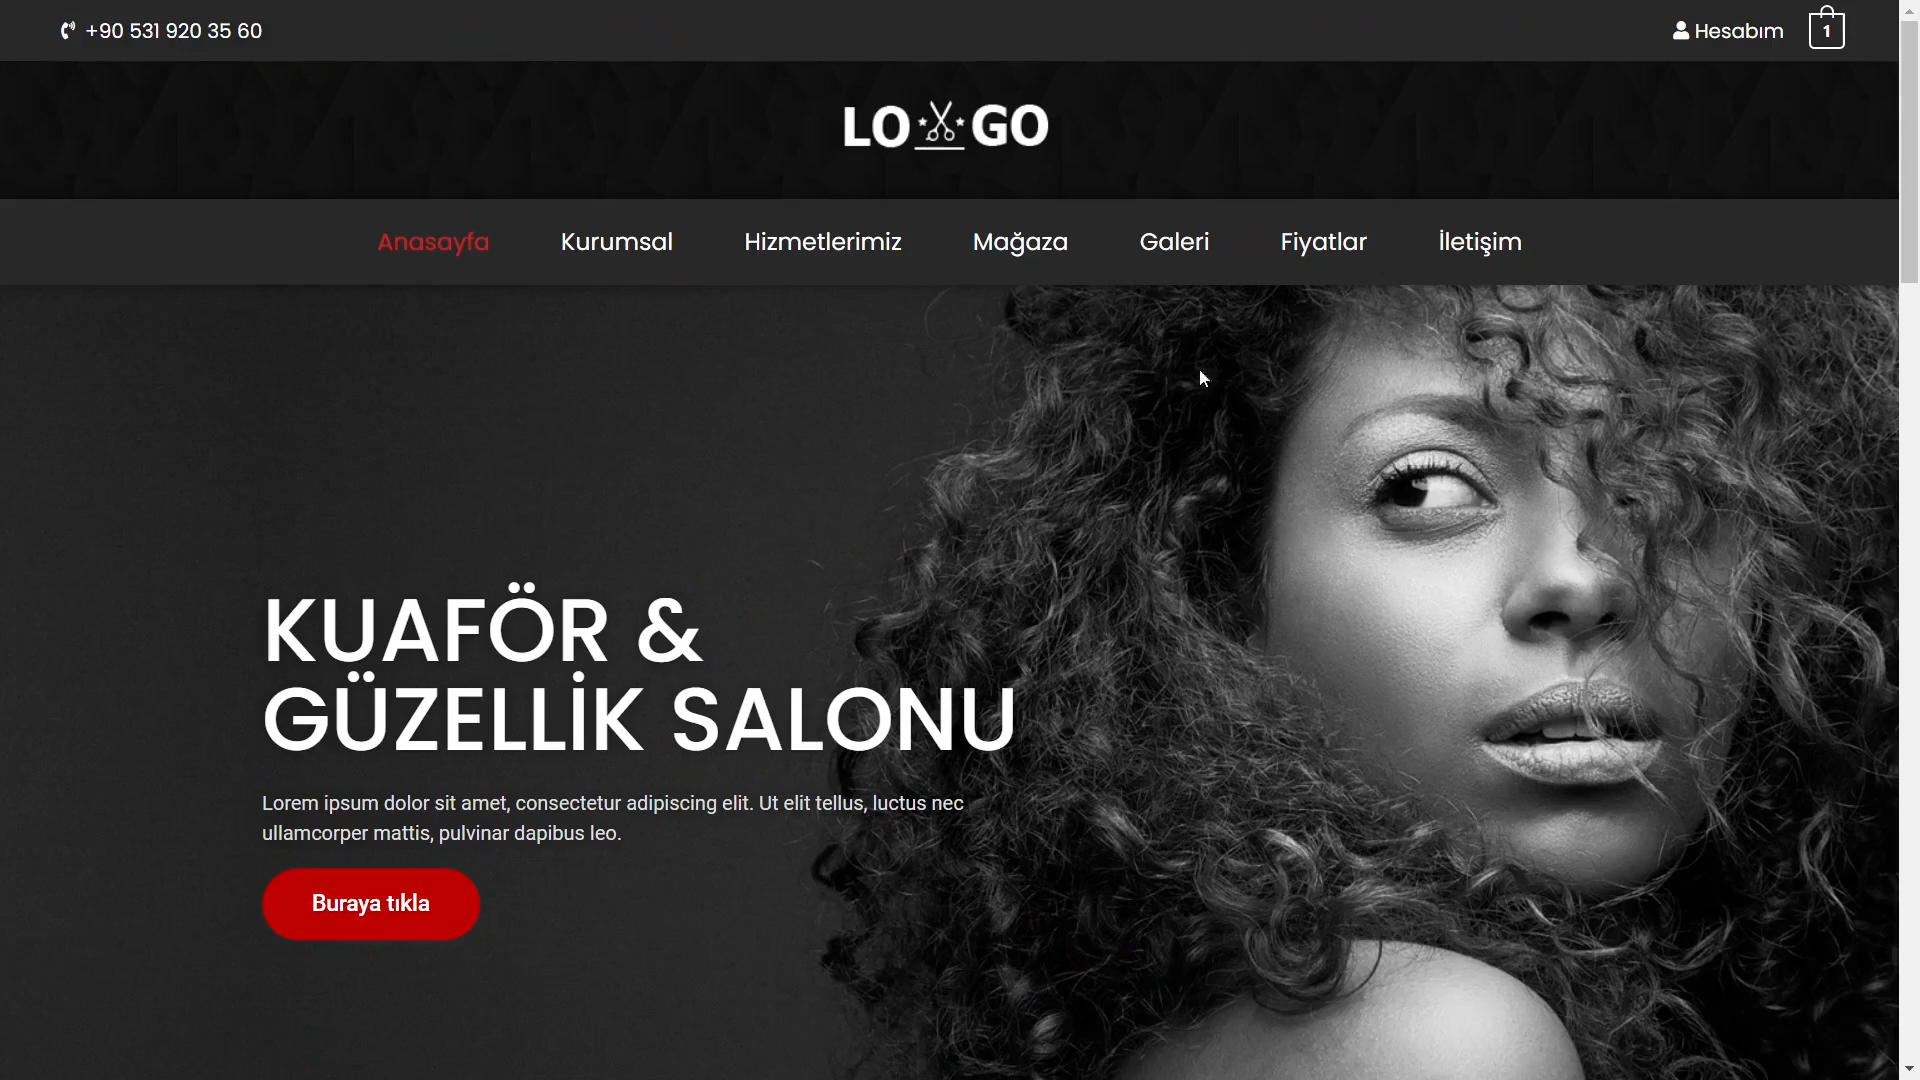 +90 531 920 35 60
Hesabım
1
LO GO
Anasayfa Kurumsal Hizmetlerimiz Mağaza Galeri Fiyatlar İletişim
KUAFÖR &
GÜZELLİK SALONU
Lorem ipsum dolor sit amet, consectetur adipiscing elit. Ut elit tellus, luctus nec
ullamcorper mattis, pulvinar dapibus leo.
Buraya tıkla